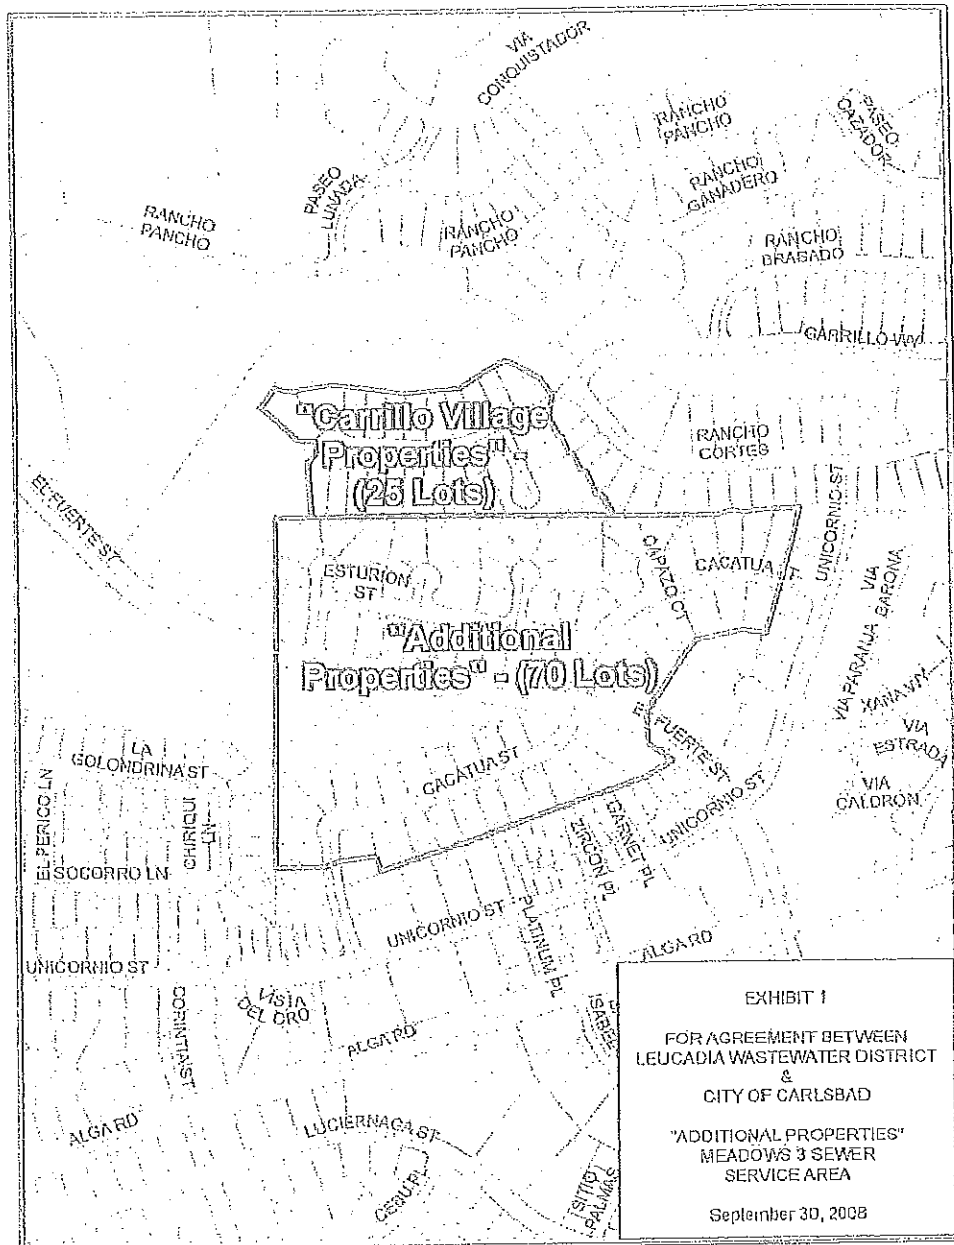 VIA
CONQUISTADOR
RANCHO
PANCHO
PASEO
CAZADOR
PASEO
LUNADA
RANCHO
GANADERO
RANCHO
PANCHO
RANCHO
PANCHO
RANCHO
BRASADO
CARRILLO WY
"Carrillo Village
Properties" -
(25 Lots)
RANCHO
CORTES
EL FUERTE ST
UNICORNIO ST
ESTURION
ST
CAPAZO CT
CACATUA
"Additional
Properties" - (70 Lots)
VIA
BARONA
VIA PARANJA
XANA WY
VIA
ESTRADA
FUERTE ST
LA
GOLONDRINA ST
CACATUA ST
UNICORNIO ST
VIA
CALDRON
EL PERICO LN
CHIRIQUI
LN
GARNET PL
ZIRCON PL
SOCORRO LN
UNICORNIO ST
PLATINUM PL
ALGA RD
UNICORNIO ST
VISTA
DEL ORO
CORINTIA ST
ALGA RD
ISABEL
ALGA RD
LUCIERNAGA ST
CEBU PL
SITIO
PALMAS
EXHIBIT 1
FOR AGREEMENT BETWEEN
LEUCADIA WASTEWATER DISTRICT
&
CITY OF CARLSBAD
"ADDITIONAL PROPERTIES"
MEADOWS 3 SEWER
SERVICE AREA
September 30, 2008